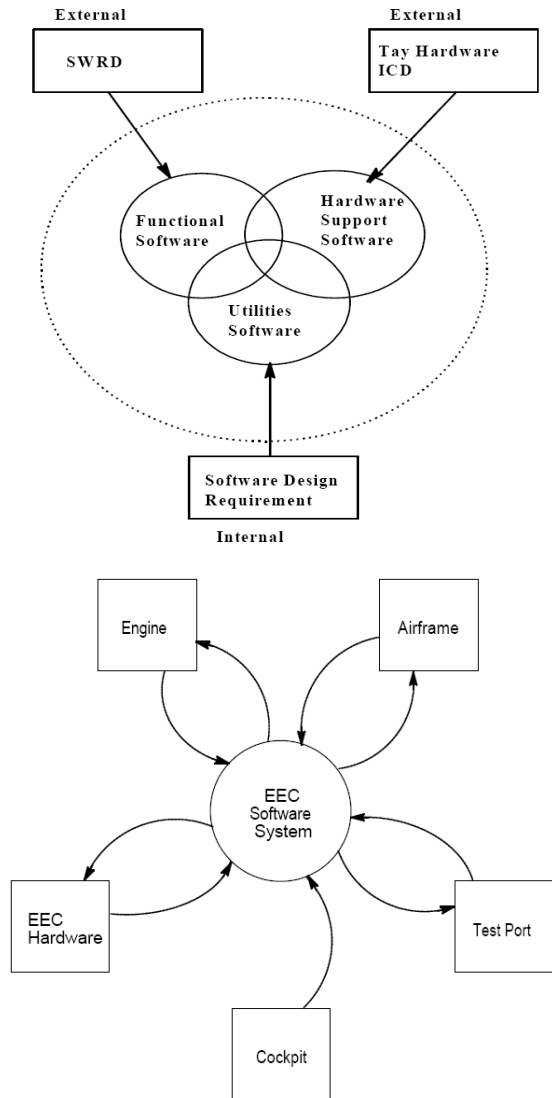 External
External
SWRD
Tay Hardware
ICD
Functional
Software
Hardware
Support
Software
Utilities
Software
Software Design
Requirement
Internal
Engine
Airframe
EEC
Software
System
EEC
Hardware
Test Port
Cockpit